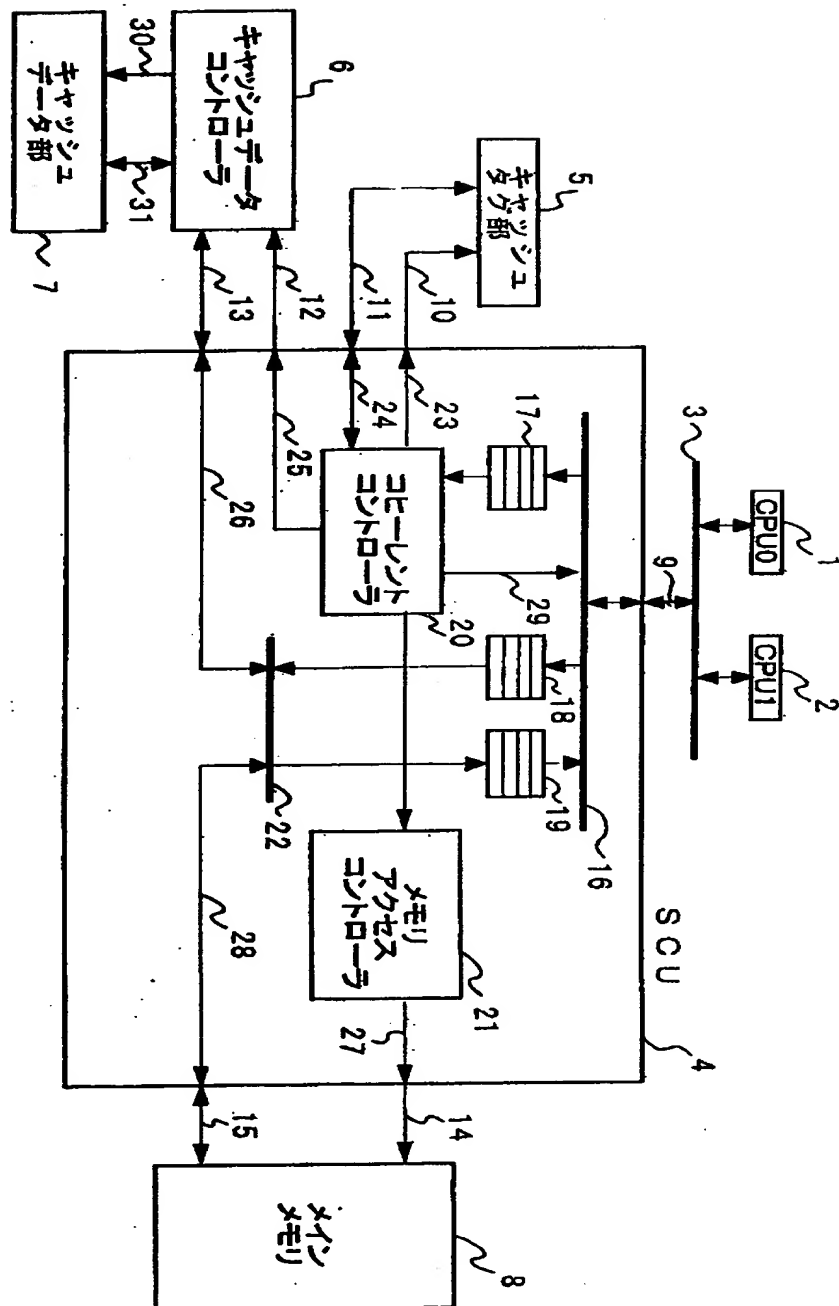 CPU0
1
CPU1
2
3
9
SCU
4
16
5
キャッシュ
タグ部
17
18
19
10
11
23
24
29
コヒーレント
コントローラ
20
メモリ
アクセス
コントローラ
21
27
14
メイン
メモリ
8
6
キャッシュデータ
コントローラ
12
13
25
26
22
28
15
30
31
キャッシュ
データ部
7